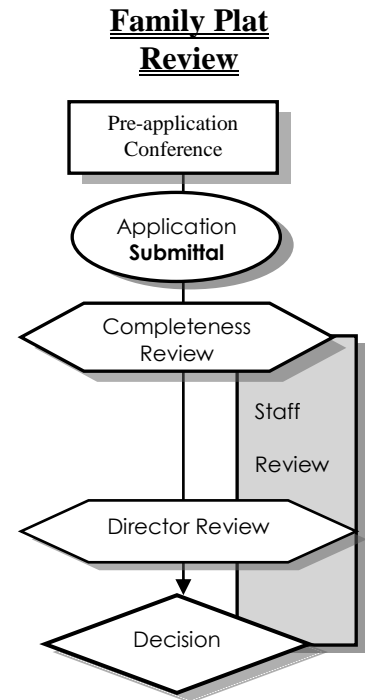 Family Plat
Review
Pre-application
Conference
Application
Submittal
Completeness
Review
Staff
Review
Director Review
Decision